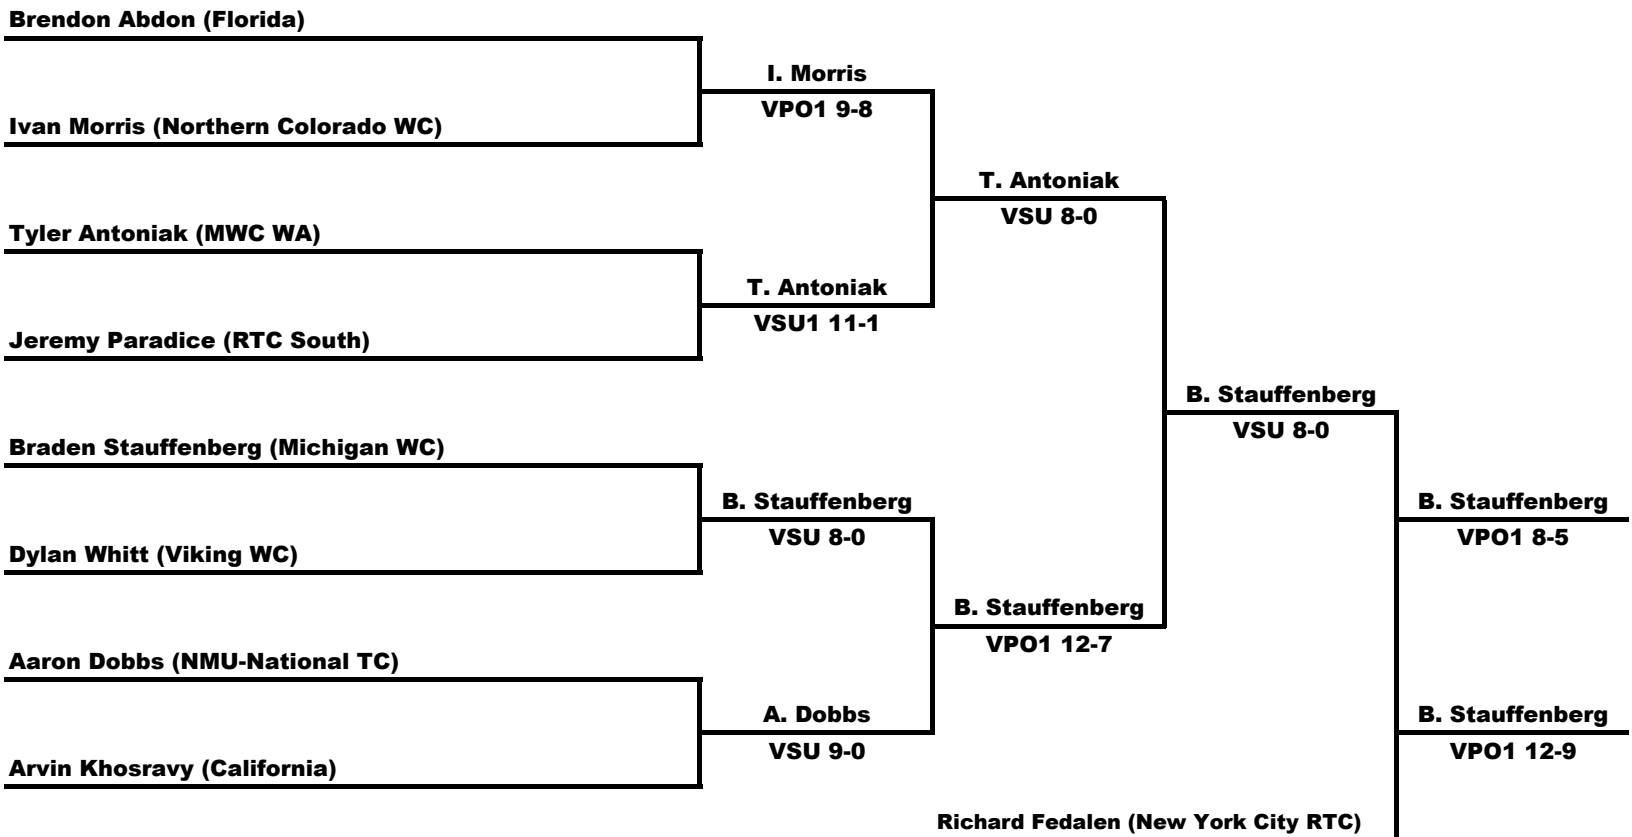 Brendon Abdon (Florida)
I. Morris
VPO1 9-8
Ivan Morris (Northern Colorado WC)
T. Antoniak
VSU 8-0
Tyler Antoniak (MWC WA)
T. Antoniak
VSU1 11-1
Jeremy Paradice (RTC South)
B. Stauffenberg
VSU 8-0
Braden Stauffenberg (Michigan WC)
B. Stauffenberg
VSU 8-0
B. Stauffenberg
VPO1 8-5
Dylan Whitt (Viking WC)
B. Stauffenberg
VPO1 12-7
Aaron Dobbs (NMU-National TC)
A. Dobbs
VSU 9-0
B. Stauffenberg
VPO1 12-9
Arvin Khosravy (California)
Richard Fedalen (New York City RTC)